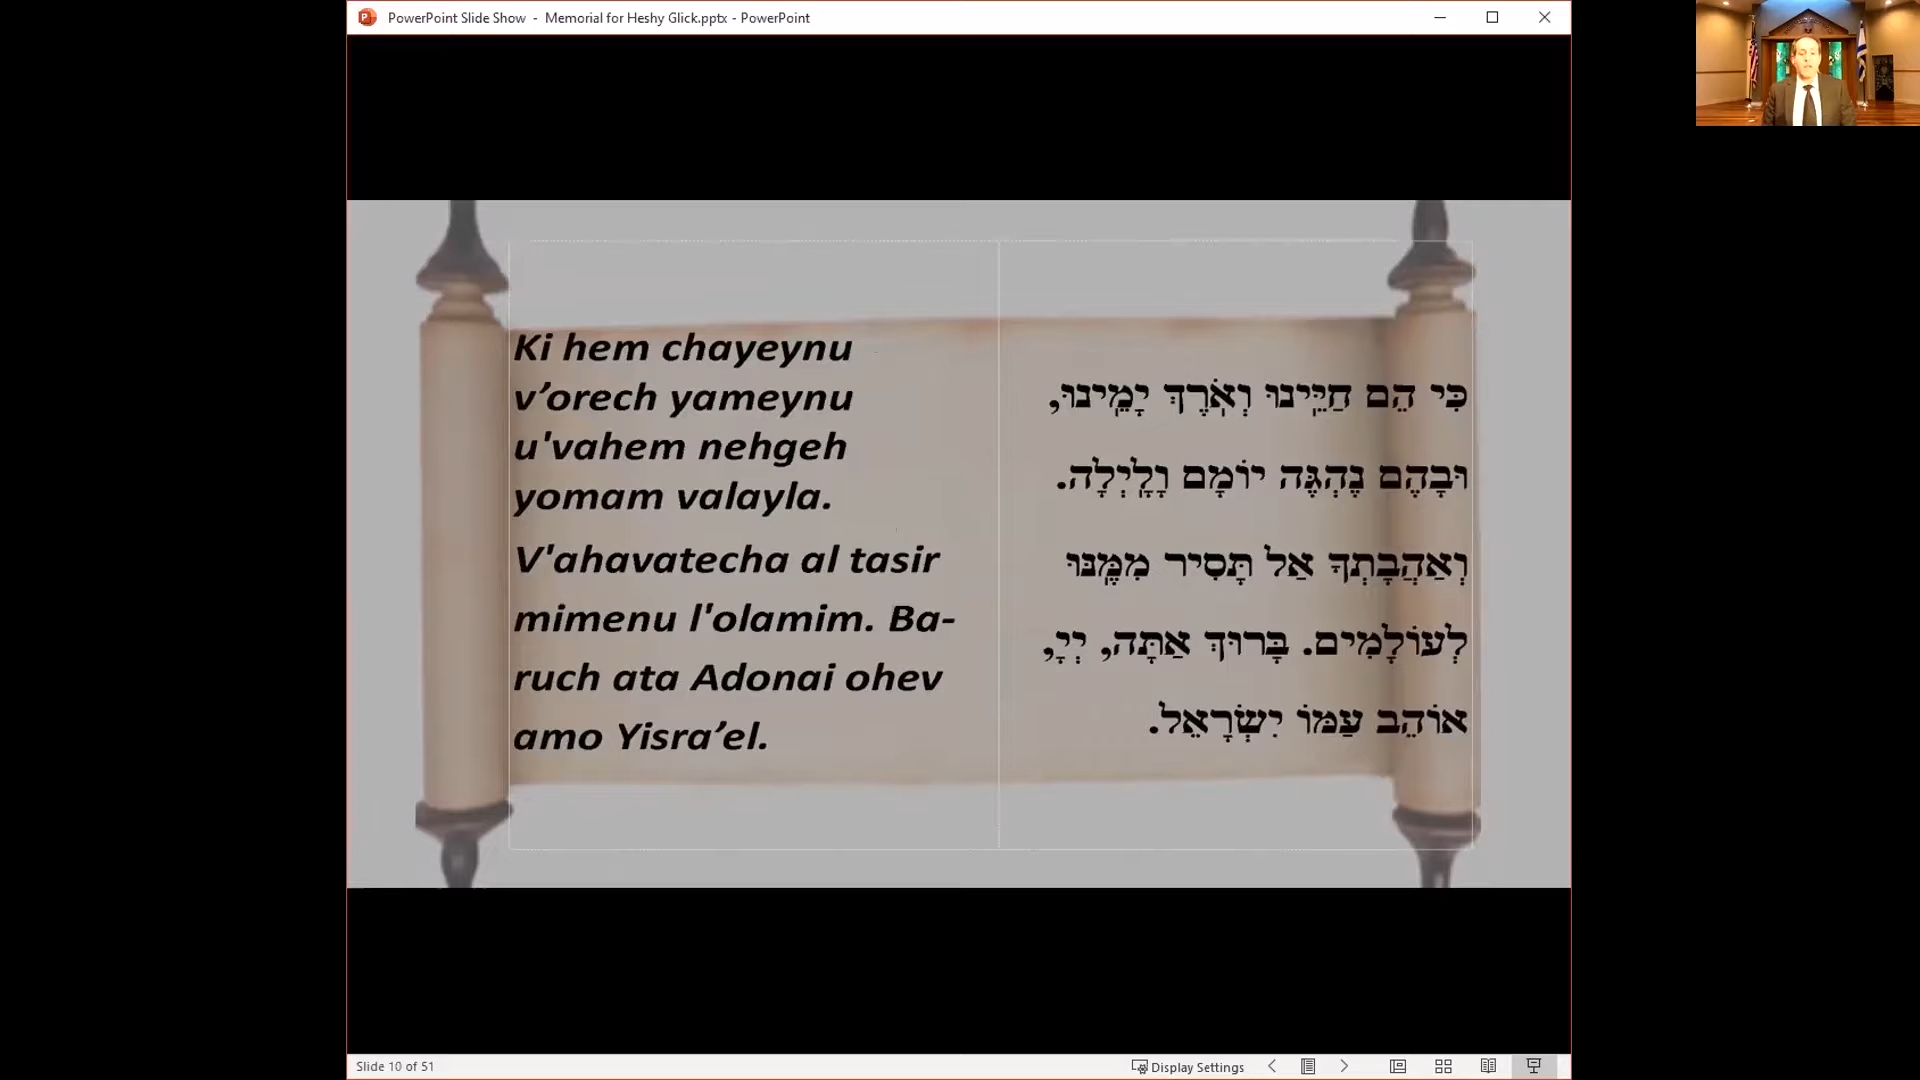 PowerPoint Slide Show - Memorial for Heshy Glick.pptx - PowerPoint
Ki hem chayeynu
v’orech yameynu
u'vahem nehgeh
yomam valayla.
V'ahavatecha al tasir
mimenu l'olamim. Ba-
ruch ata Adonai ohev
amo Yisra’el.
כִּי הֵם חַיֵּֽינוּ וְאֹֽרֶךְ יָמֵֽינוּ,
וּבָהֶם נֶהְגֶּה יוֹמָם וָלָֽיְלָה.
וְאַהֲבָתְךָ אַל תָּסִיר מִמֶּֽנּוּ
לְעוֹלָמִים. בָּרוּךְ אַתָּה, יְיָ,
אוֹהֵב עַמּוֹ יִשְׂרָאֵל.
Slide 10 of 51
Display Settings